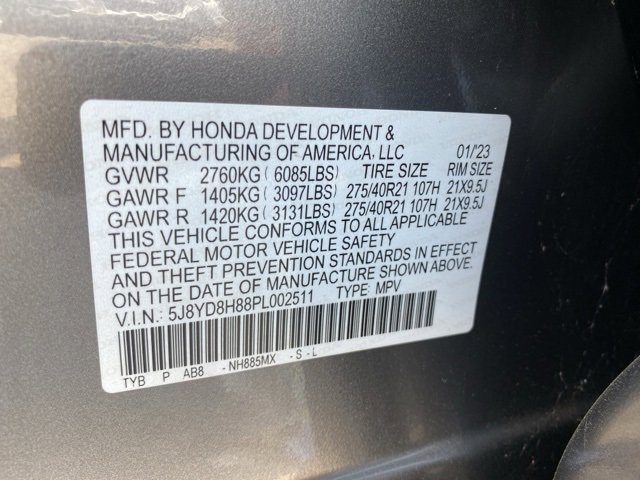 MFD. BY HONDA DEVELOPMENT &
MANUFACTURING OF AMERICA, LLC 01/23
GVWR 2760KG ( 6085LBS) TIRE SIZE RIM SIZE
GAWR F 1405KG ( 3097LBS) 275/40R21 107H 21X9.5J
GAWR R 1420KG ( 3131LBS) 275/40R21 107H 21X9.5J
THIS VEHICLE CONFORMS TO ALL APPLICABLE
FEDERAL MOTOR VEHICLE SAFETY
AND THEFT PREVENTION STANDARDS IN EFFECT
ON THE DATE OF MANUFACTURE SHOWN ABOVE.
V.I.N.: 5J8YD8H88PL002511 TYPE: MPV
TYB P AB8 -NH885MX -S-L